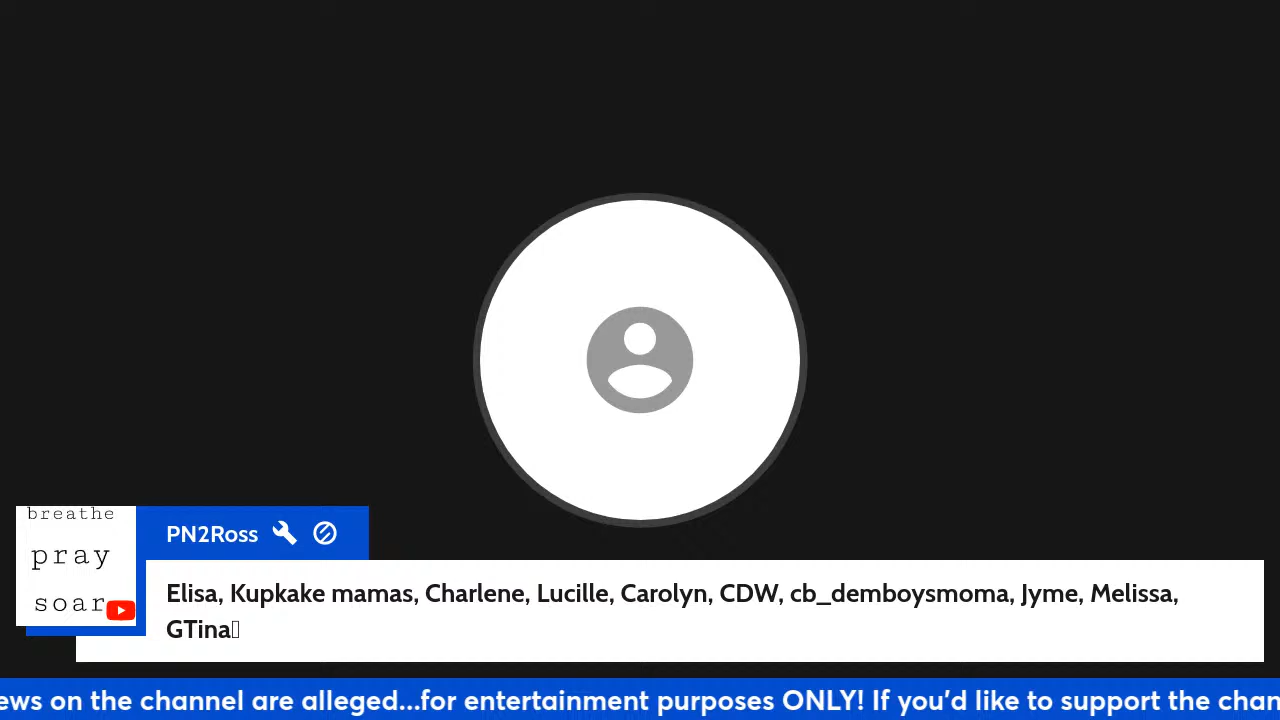 breathe
pray
soar
PN2Ross
Elisa, Kupkake mamas, Charlene, Lucille, Carolyn, CDW, cb_demboysmoma, Jyme, Melissa,
GTina
ews on the channel are alleged...for entertainment purposes ONLY! If you'd like to support the chan